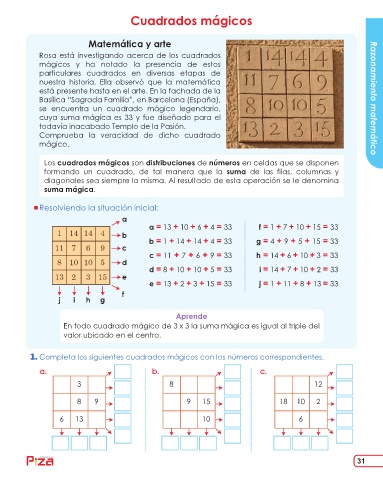 Cuadrados mágicos
Matemática y arte
Rosa está investigando acerca de los cuadrados
mágicos y ha notado la presencia de estos
particulares cuadrados en diversas etapas de
nuestra historia. Ella observó que la matemática
está presente hasta en el arte. En la fachada de la
Basílica “Sagrada Familia”, en Barcelona (España),
se encuentra un cuadrado mágico legendario,
cuya suma mágica es 33 y fue diseñado para el
todavía inacabado Templo de la Pasión.
Comprueba la veracidad de dicho cuadrado
mágico.
1 14 14 4
11 7 6 9
8 10 10 5
13 2 3 15
Razonamiento matemático
Los cuadrados mágicos son distribuciones de números en celdas que se disponen
formando un cuadrado, de tal manera que la suma de las filas, columnas y
diagonales sea siempre la misma. Al resultado de esta operación se le denomina
suma mágica.
Resolviendo la situación inicial:
a
1 14 14 4 b
11 7 6 9 c
8 10 10 5 d
13 2 3 15 e
f
j i h g
a = 13 + 10 + 6 + 4 = 33
b = 1 + 14 + 14 + 4 = 33
c = 11 + 7 + 6 + 9 = 33
d = 8 + 10 + 10 + 5 = 33
e = 13 + 2 + 3 + 15 = 33
f = 1 + 7 + 10 + 15 = 33
g = 4 + 9 + 5 + 15 = 33
h = 14 + 6 + 10 + 3 = 33
i = 14 + 7 + 10 + 2 = 33
j = 1 + 11 + 8 + 13 = 33
Aprende
En todo cuadrado mágico de 3 x 3 la suma mágica es igual al triple del
valor ubicado en el centro.
1. Completa los siguientes cuadrados mágicos con los números correspondientes.
a.
3
8 9
6 13
b.
8
9 15
10
c.
12
18 10 2
6
Piza
31